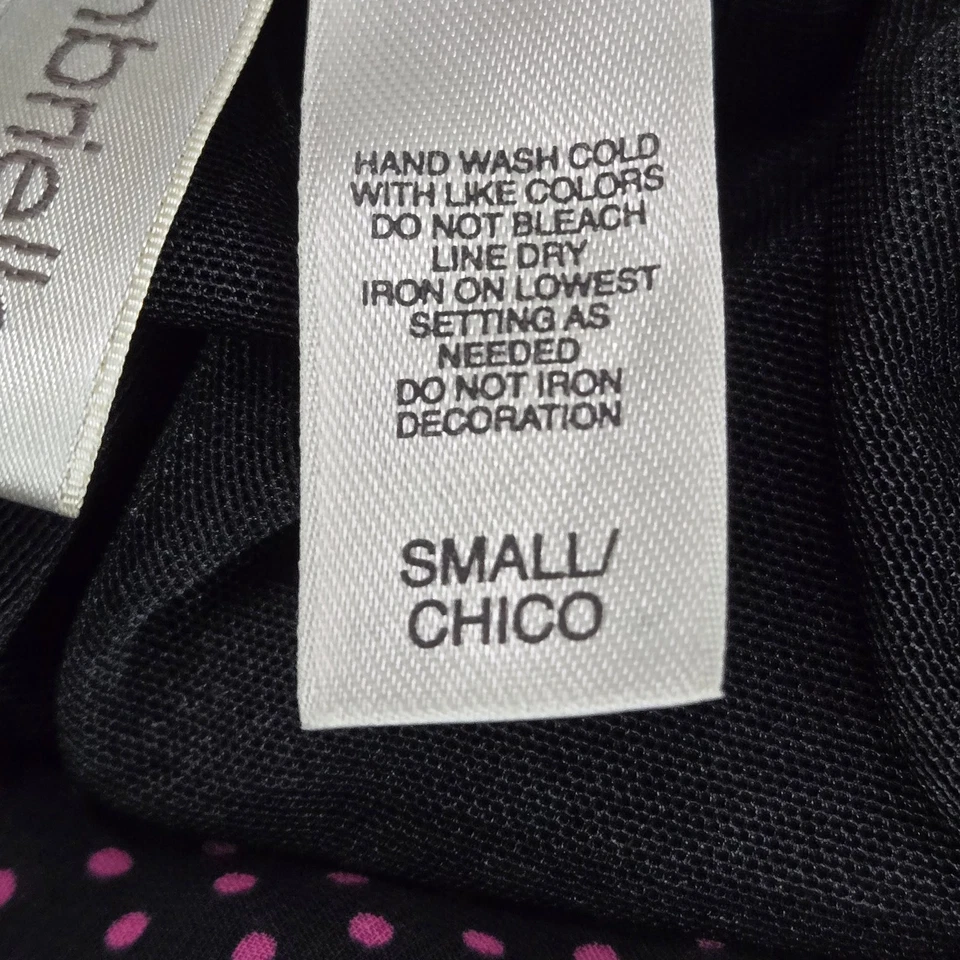 HAND WASH COLD
WITH LIKE COLORS
DO NOT BLEACH
LINE DRY
IRON ON LOWEST
SETTING AS
NEEDED
DO NOT IRON
DECORATION
SMALL/
CHICO